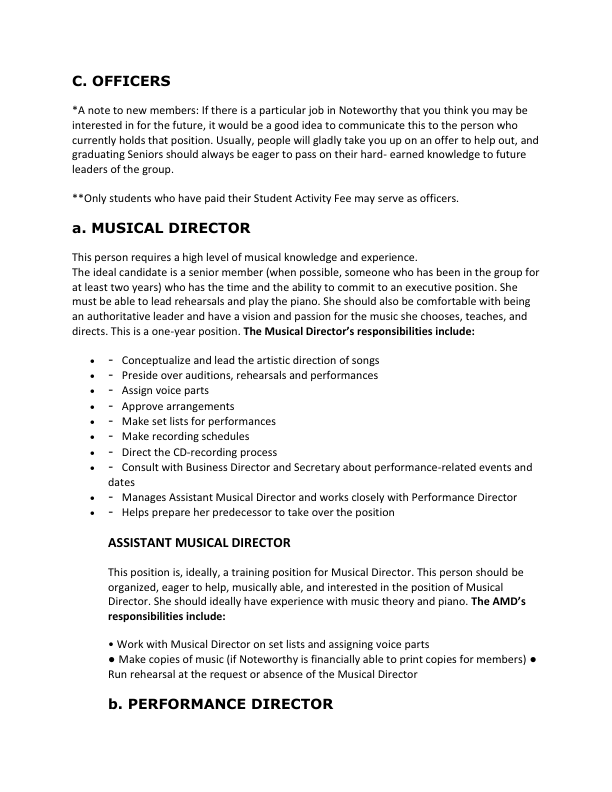 C. OFFICERS
*A note to new members: If there is a particular job in Noteworthy that you think you may be
interested in for the future, it would be a good idea to communicate this to the person who
currently holds that position. Usually, people will gladly take you up on an offer to help out, and
graduating Seniors should always be eager to pass on their hard- earned knowledge to future
leaders of the group.
**Only students who have paid their Student Activity Fee may serve as officers.
a. MUSICAL DIRECTOR
This person requires a high level of musical knowledge and experience.
The ideal candidate is a senior member (when possible, someone who has been in the group for
at least two years) who has the time and the ability to commit to an executive position. She
must be able to lead rehearsals and play the piano. She should also be comfortable with being
an authoritative leader and have a vision and passion for the music she chooses, teaches, and
directs. This is a one-year position. The Musical Director’s responsibilities include:
• - Conceptualize and lead the artistic direction of songs
• - Preside over auditions, rehearsals and performances
• - Assign voice parts
• - Approve arrangements
• - Make set lists for performances
• - Make recording schedules
• - Direct the CD-recording process
• - Consult with Business Director and Secretary about performance-related events and
dates
• - Manages Assistant Musical Director and works closely with Performance Director
• - Helps prepare her predecessor to take over the position
ASSISTANT MUSICAL DIRECTOR
This position is, ideally, a training position for Musical Director. This person should be
organized, eager to help, musically able, and interested in the position of Musical
Director. She should ideally have experience with music theory and piano. The AMD’s
responsibilities include:
• Work with Musical Director on set lists and assigning voice parts
● Make copies of music (if Noteworthy is financially able to print copies for members) ●
Run rehearsal at the request or absence of the Musical Director
b. PERFORMANCE DIRECTOR